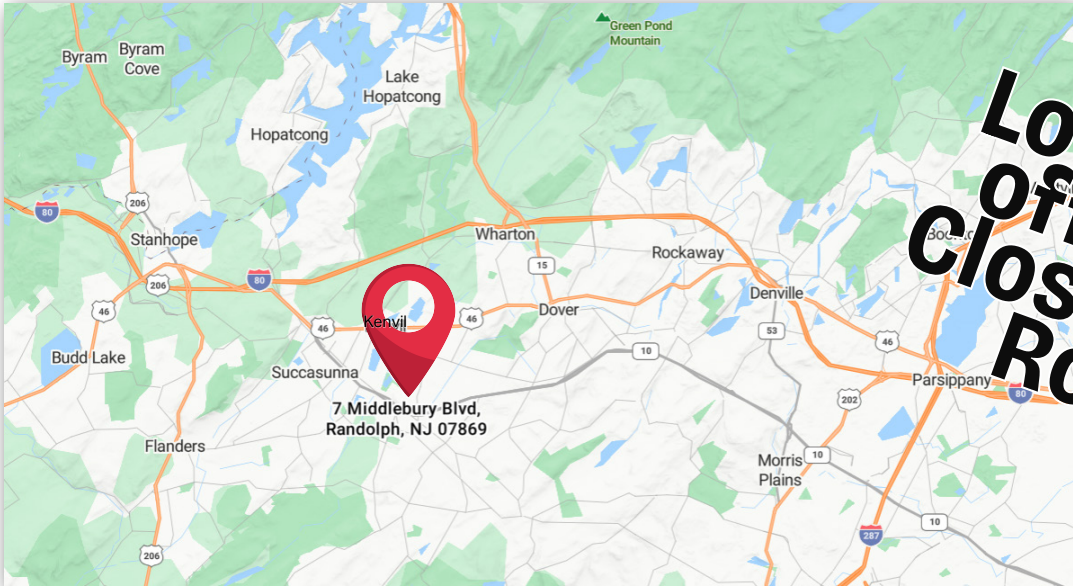 Green Pond
Mountain
Byram
Byram
Cove
Lake
Hopatcong
Hopatcong
206
80
Stanhope
Wharton
Rockaway
15
80
206
46
46
46
Kenvil
Dover
Denville
53
46
10
Budd Lake
Succasunna
Parsippany
80
202
7 Middlebury Blvd,
Randolph, NJ 07869
Flanders
Morris
Plains
10
10
287
206
Lo
off
Clos
Ro